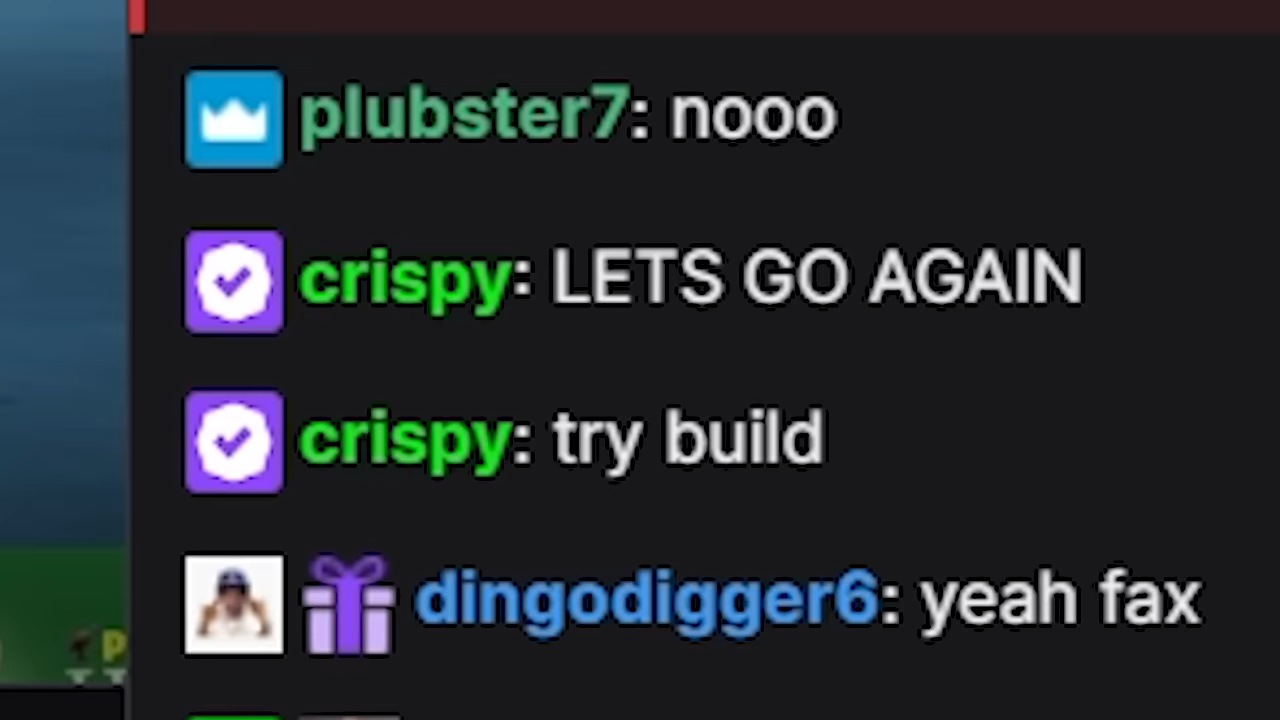 plubster7: nooo
crispy: LETS GO AGAIN
crispy: try build
dingodigger6: yeah fax